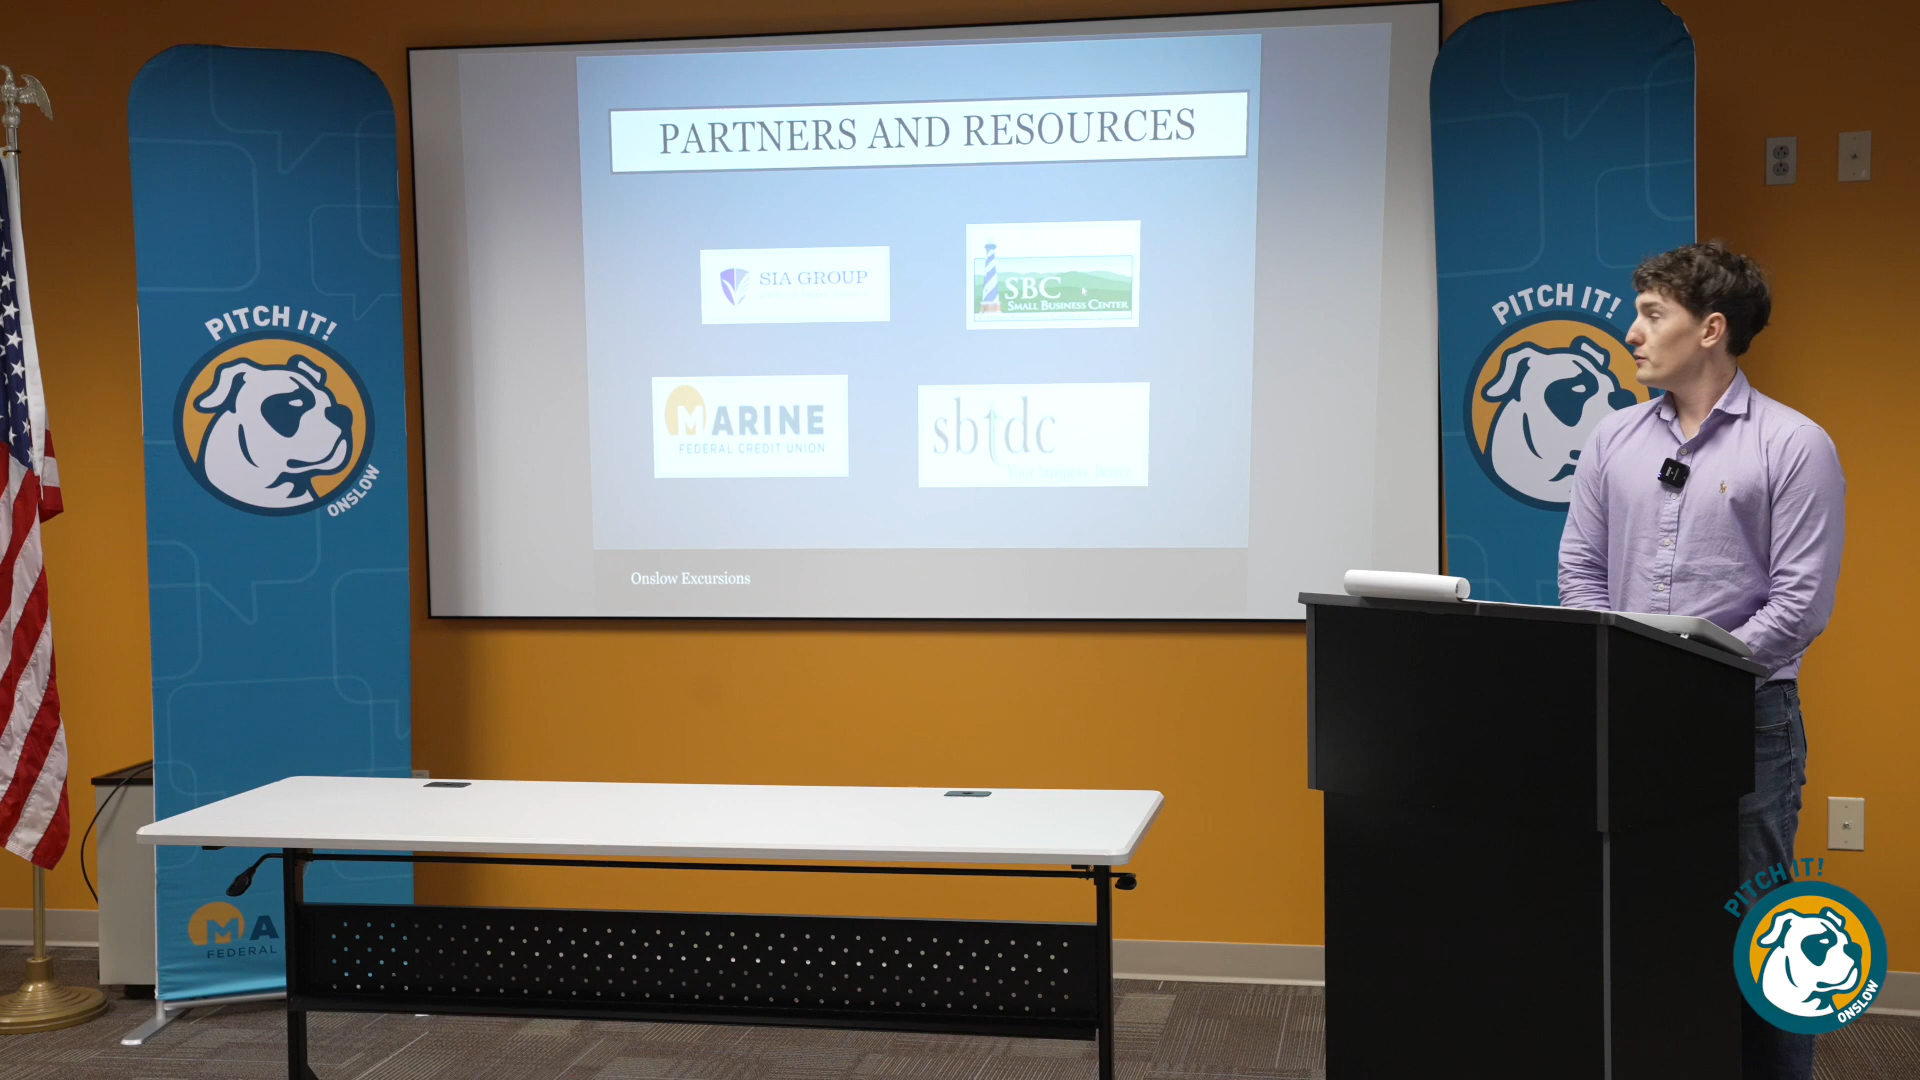 PARTNERS AND RESOURCES
SIA GROUP
SBC
SMALL BUSINESS CENTER
MARINE
FEDERAL CREDIT UNION
sbtdc
Onslow Excursions
PITCH IT!
ONSLOW
PITCH IT!
MA
FEDERAL
PITCH IT!
ONSLOW